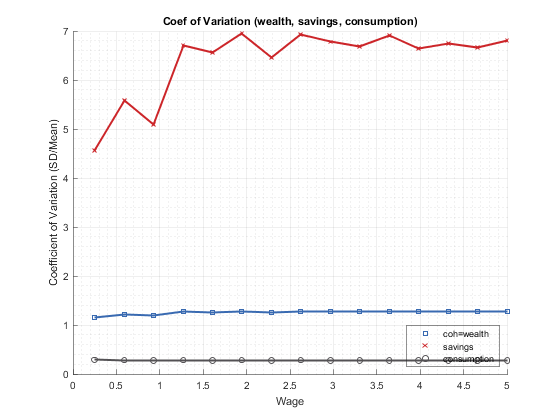 Coef of Variation (wealth, savings, consumption)
7
6
5
4
3
2
1
0
Coefficient of Variation (SD/Mean)
0 0.5 1 1.5 2 2.5 3 3.5 4 4.5 5
Wage
coh=wealth
savings
consumption